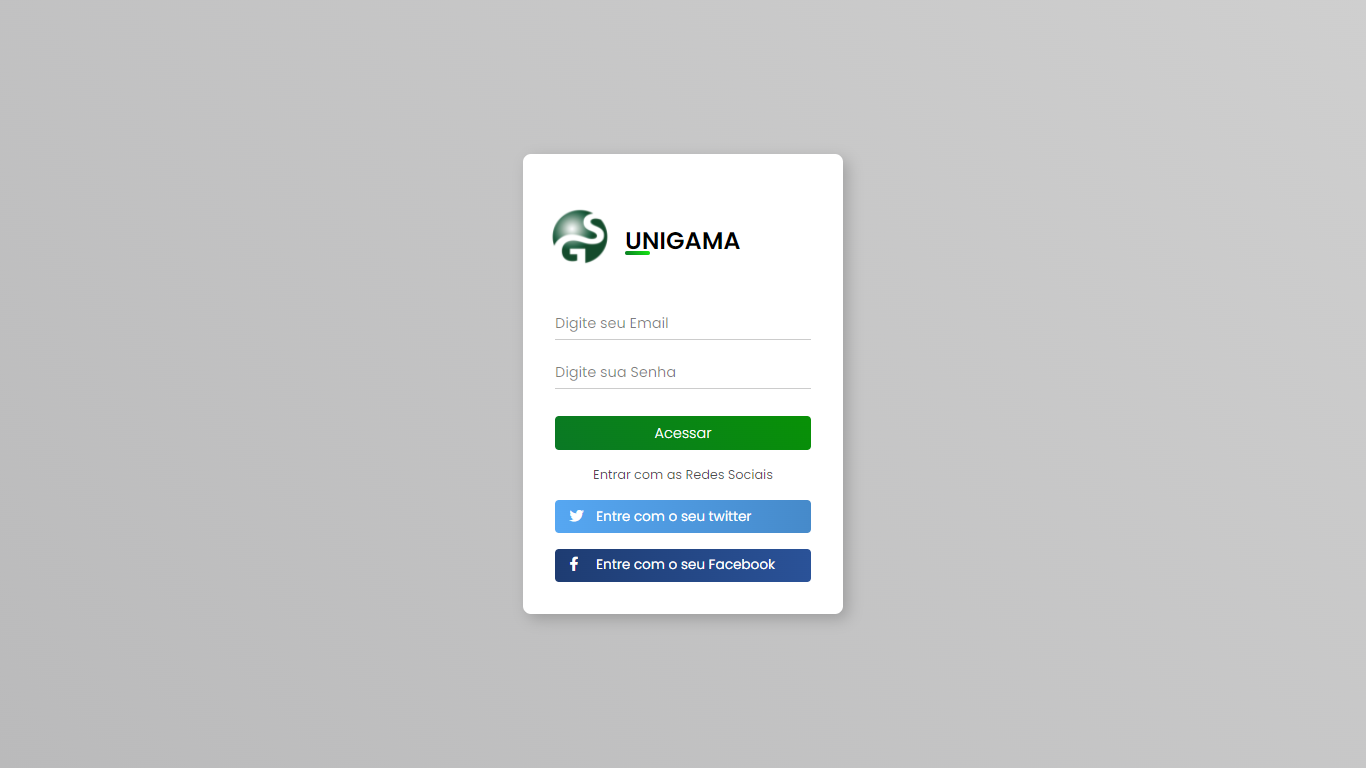 UNIGAMA
Digite seu Email
Digite sua Senha
Acessar
Entrar com as Redes Sociais
Entre com o seu twitter
Entre com o seu Facebook